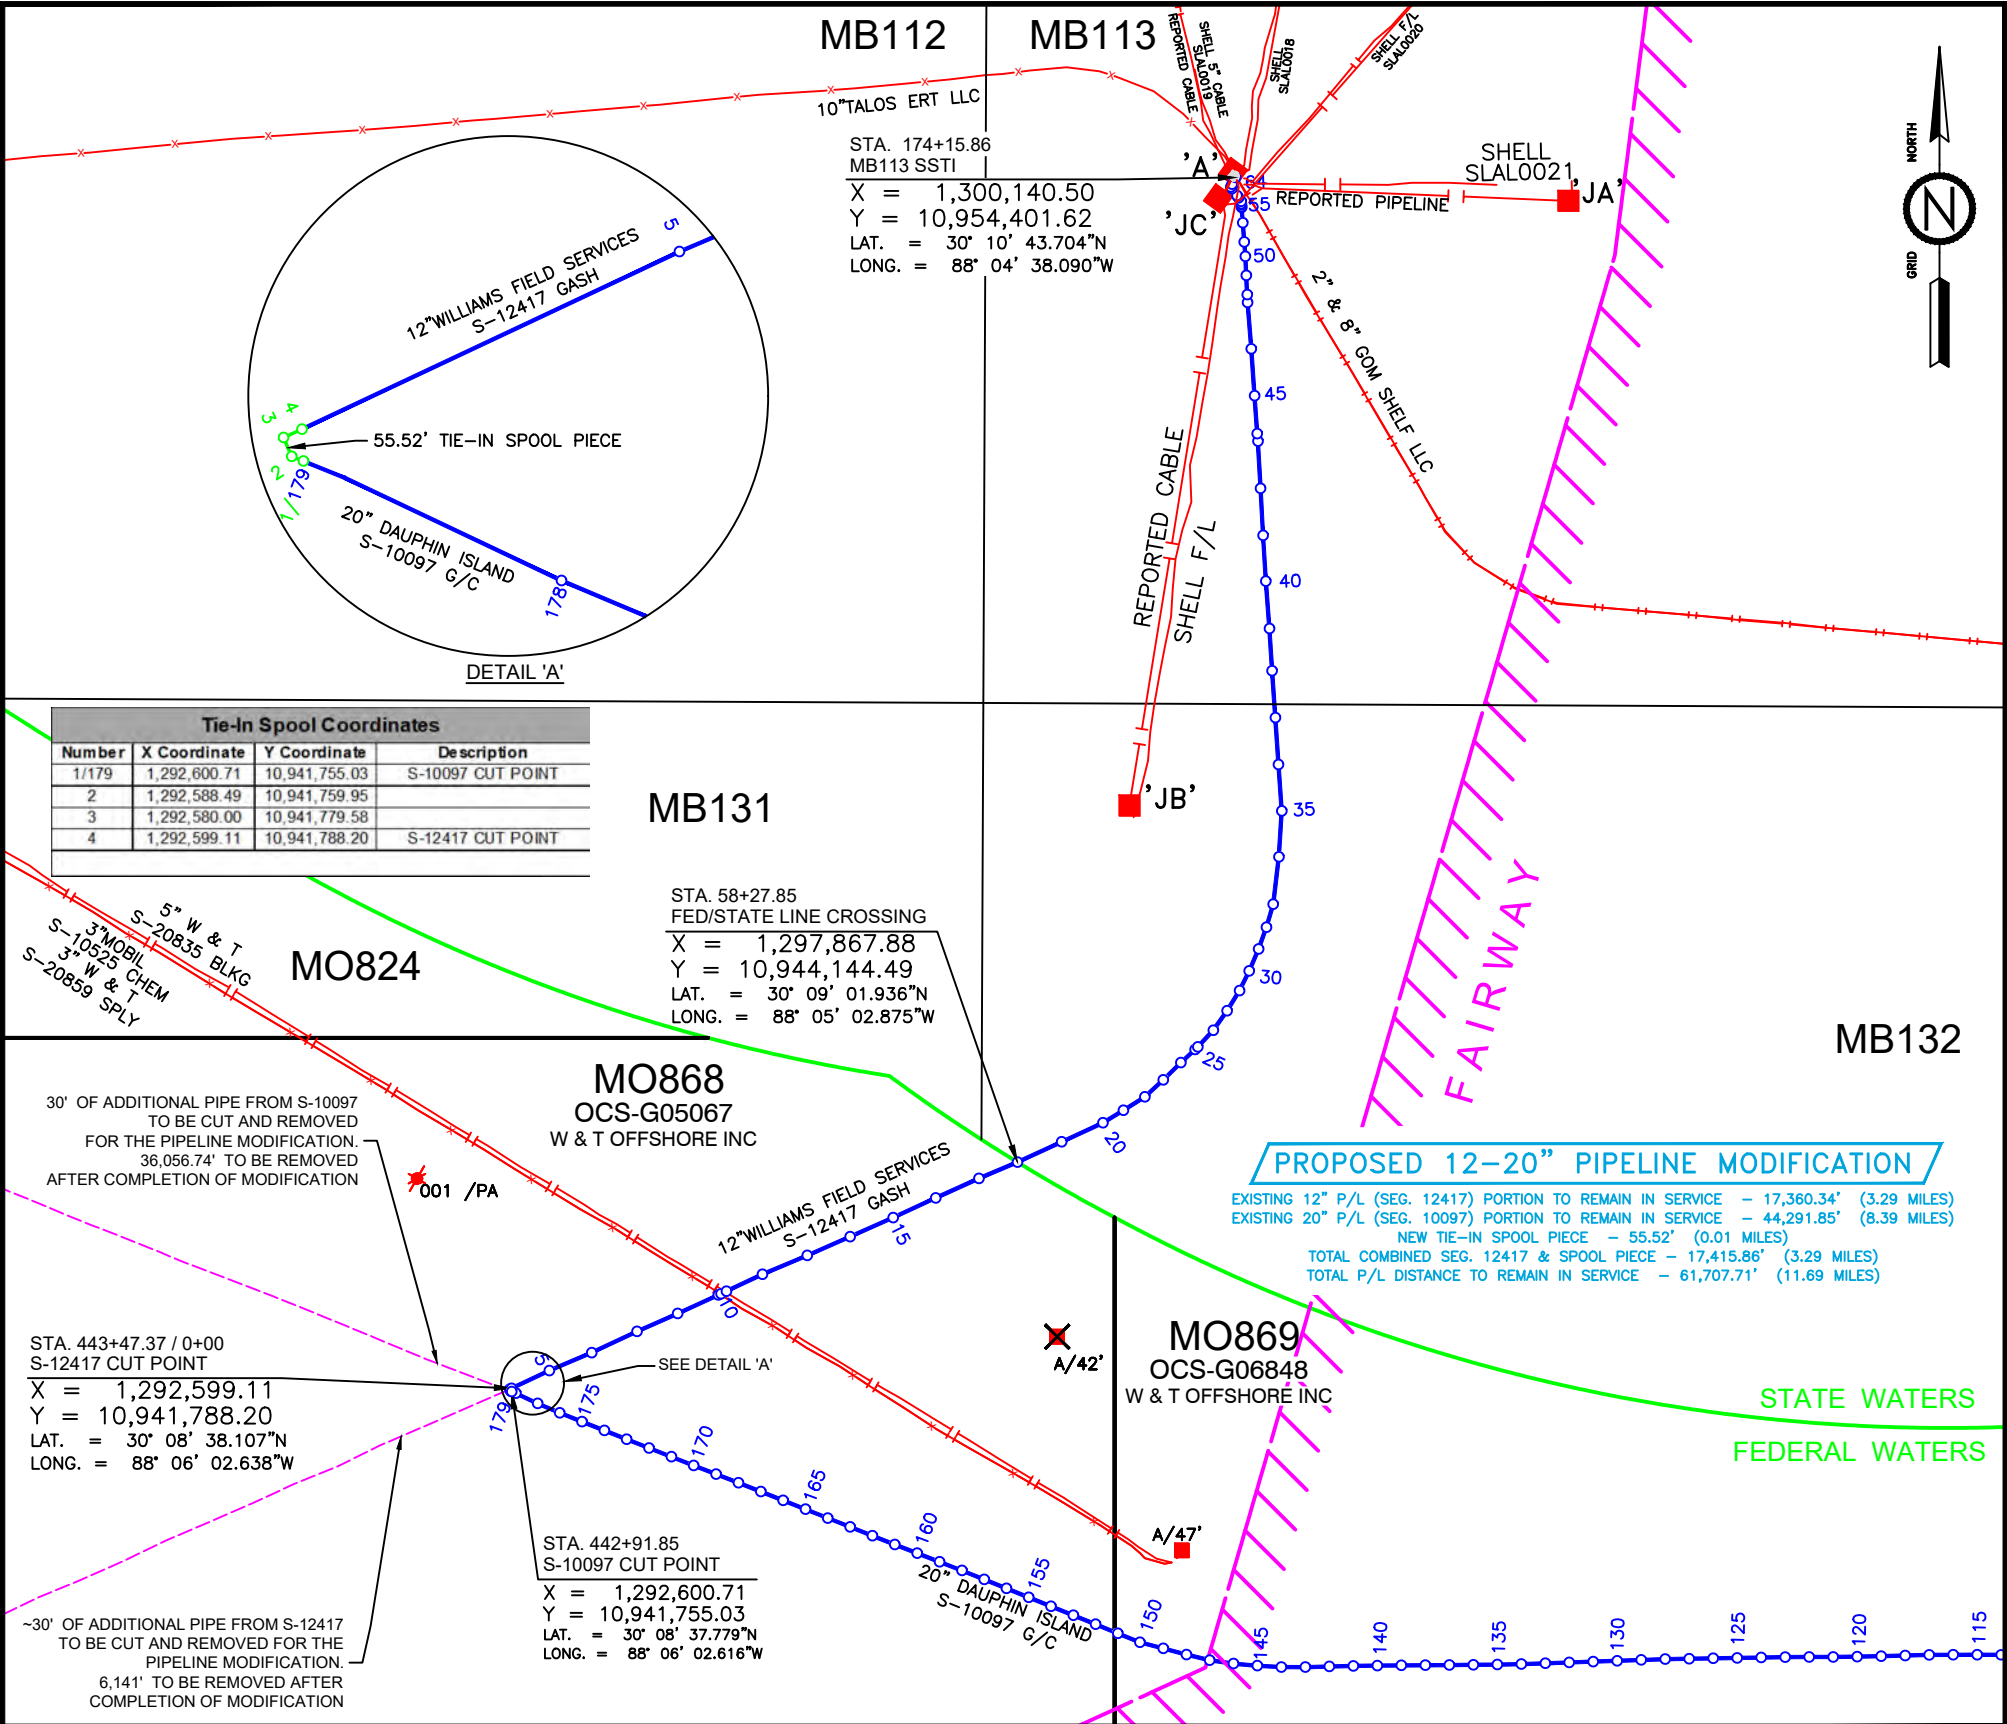 MB112
MB113
REPORTED CABLE
SHELL 5" CABLE
SLAL0019
SHELL
SLAL0018
SHELL F/L
SLAL0020
10"TALOS ERT LLC
STA. 174+15.86
MB113 SSTI
X = 1,300,140.50
Y = 10,954,401.62
LAT. = 30° 10' 43.704"N
LONG. = 88° 04' 38.090"W
'A'
'JC'
64
55
SHELL
SLAL0021
REPORTED PIPELINE
'JA'
NORTH
N
GRID
50
45
40
35
30
25
20
15
10
5
2" & 8" GOM SHELF LLC
REPORTED CABLE
SHELL F/L
'JB'
12"WILLIAMS FIELD SERVICES
S-12417 GASH
5
4
3
2
1/179
55.52' TIE-IN SPOOL PIECE
20" DAUPHIN ISLAND
S-10097 G/C
178
DETAIL 'A'
Tie-In Spool Coordinates
Number X Coordinate Y Coordinate Description
1/179 1,292,600.71 10,941,755.03 S-10097 CUT POINT
2 1,292,588.49 10,941,759.95
3 1,292,580.00 10,941,779.58
4 1,292,599.11 10,941,788.20 S-12417 CUT POINT
MB131
5" W & T
S-20835 BLKG
3"MOBIL
S-10525 CHEM
3" W & T
S-20859 SPLY
MO824
STA. 58+27.85
FED/STATE LINE CROSSING
X = 1,297,867.88
Y = 10,944,144.49
LAT. = 30° 09' 01.936"N
LONG. = 88° 05' 02.875"W
FAIRWAY
MB132
MO868
OCS-G05067
W & T OFFSHORE INC
30' OF ADDITIONAL PIPE FROM S-10097
TO BE CUT AND REMOVED
FOR THE PIPELINE MODIFICATION.
36,056.74' TO BE REMOVED
AFTER COMPLETION OF MODIFICATION
001 /PA
12"WILLIAMS FIELD SERVICES
S-12417 GASH
PROPOSED 12-20" PIPELINE MODIFICATION
EXISTING 12" P/L (SEG. 12417) PORTION TO REMAIN IN SERVICE - 17,360.34' (3.29 MILES)
EXISTING 20" P/L (SEG. 10097) PORTION TO REMAIN IN SERVICE - 44,291.85' (8.39 MILES)
NEW TIE-IN SPOOL PIECE - 55.52' (0.01 MILES)
TOTAL COMBINED SEG. 12417 & SPOOL PIECE - 17,415.86' (3.29 MILES)
TOTAL P/L DISTANCE TO REMAIN IN SERVICE - 61,707.71' (11.69 MILES)
STA. 443+47.37 / 0+00
S-12417 CUT POINT
X = 1,292,599.11
Y = 10,941,788.20
LAT. = 30° 08' 38.107"N
LONG. = 88° 06' 02.638"W
SEE DETAIL 'A'
A/42'
MO869
OCS-G06848
W & T OFFSHORE INC
STATE WATERS
FEDERAL WATERS
179
175
170
165
160
155
150
145
140
135
130
125
120
115
A/47'
20" DAUPHIN ISLAND
S-10097 G/C
STA. 442+91.85
S-10097 CUT POINT
X = 1,292,600.71
Y = 10,941,755.03
LAT. = 30° 08' 37.779"N
LONG. = 88° 06' 02.616"W
~30' OF ADDITIONAL PIPE FROM S-12417
TO BE CUT AND REMOVED FOR THE
PIPELINE MODIFICATION.
6,141' TO BE REMOVED AFTER
COMPLETION OF MODIFICATION